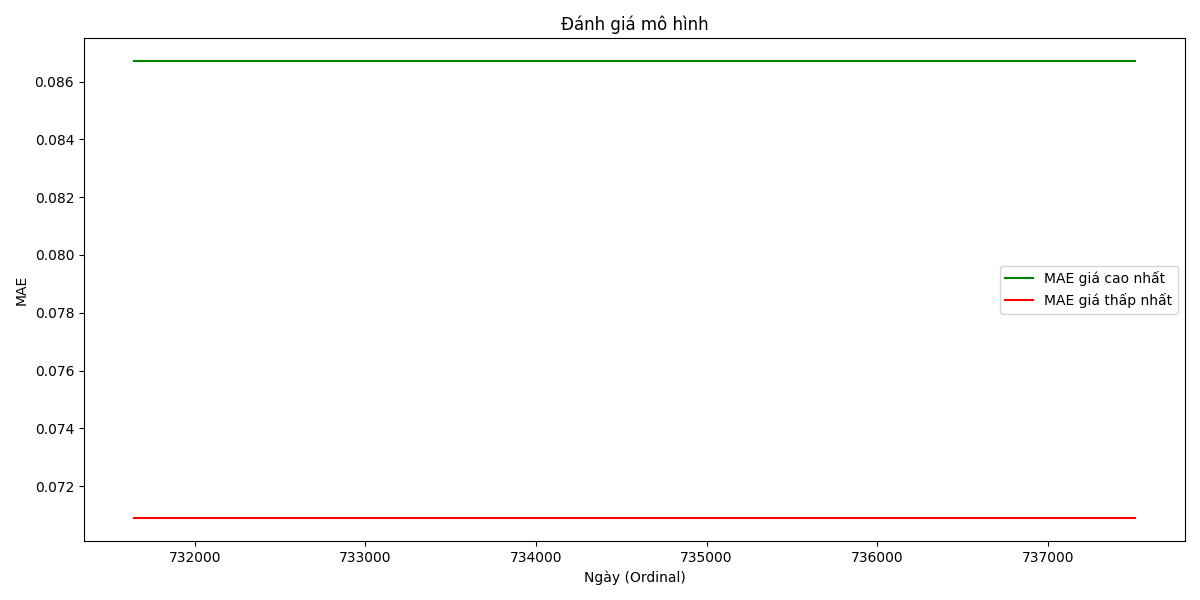 Đánh giá mô hình
MAE
0.086
0.084
0.082
0.080
0.078
0.076
0.074
0.072
MAE giá cao nhất
MAE giá thấp nhất
732000 733000 734000 735000 736000 737000
Ngày (Ordinal)